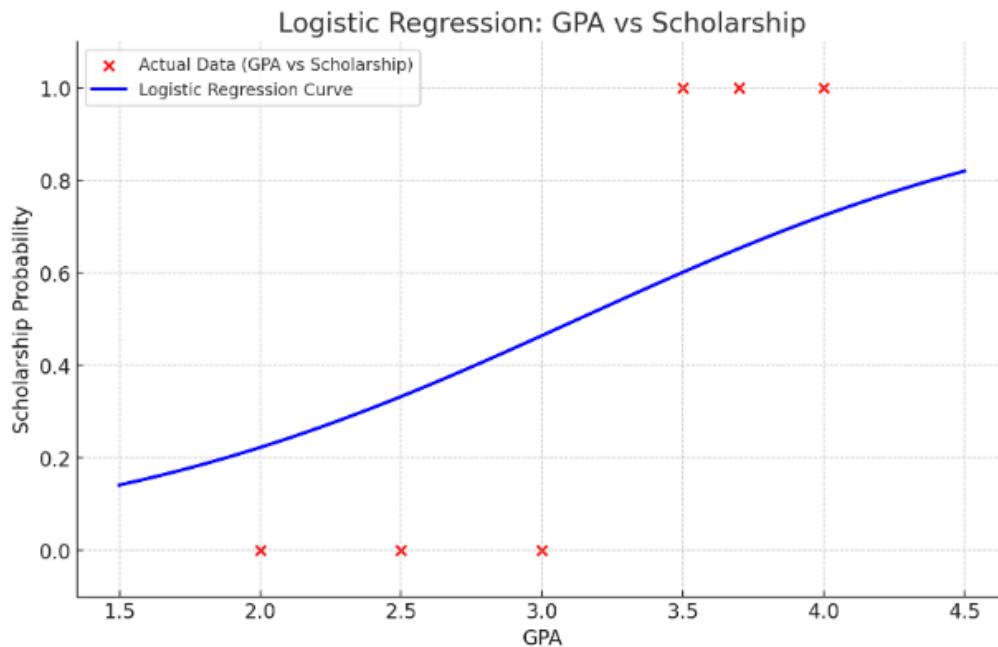 Logistic Regression: GPA vs Scholarship
Actual Data (GPA vs Scholarship)
Logistic Regression Curve
Scholarship Probability
1.0
0.8
0.6
0.4
0.2
0.0
1.5 2.0 2.5 3.0 3.5 4.0 4.5
GPA